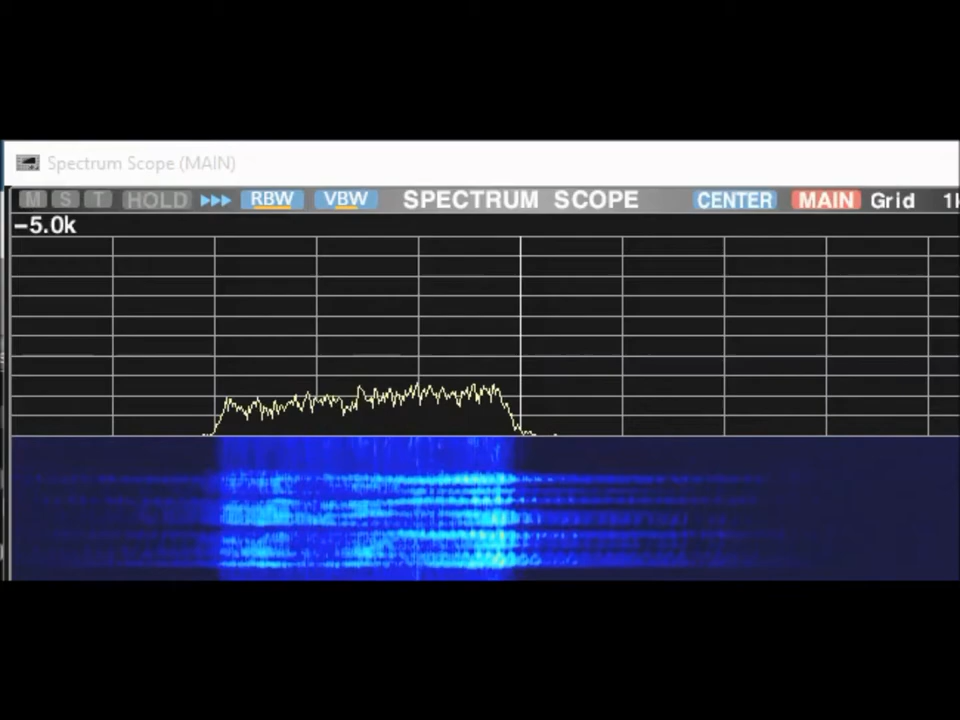 Spectrum Scope (MAIN)
M S T HOLD RBW VBW SPECTRUM SCOPE CENTER MAIN Grid
-5.0k